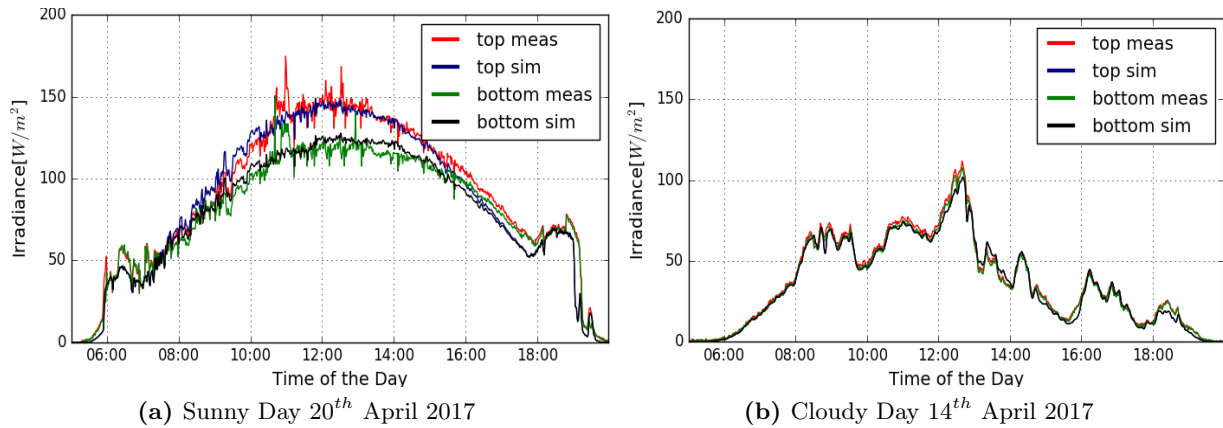 200
150
100
50
0
Irradiance[W/m²]
top meas
top sim
bottom meas
bottom sim
06:00 08:00 10:00 12:00 14:00 16:00 18:00
Time of the Day
(a) Sunny Day 20th April 2017
200
150
100
50
0
Irradiance[W/m²]
top meas
top sim
bottom meas
bottom sim
06:00 08:00 10:00 12:00 14:00 16:00 18:00
Time of the Day
(b) Cloudy Day 14th April 2017